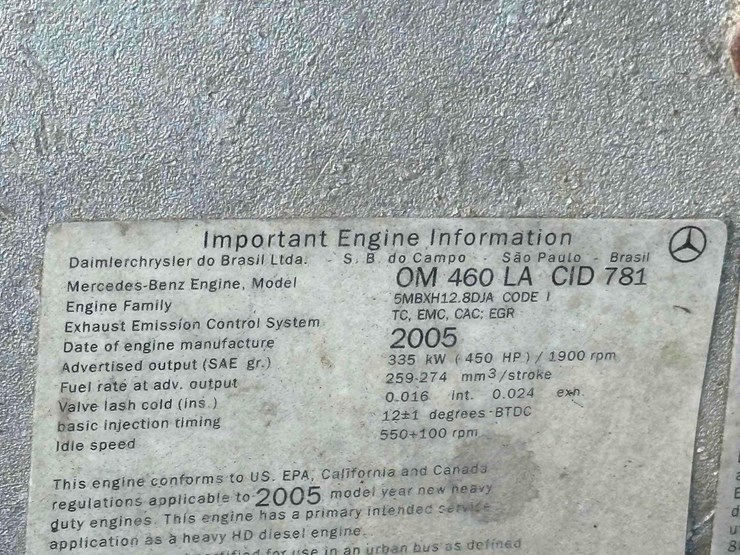 Important Engine Information
Daimlerchrysler do Brasil Ltda. - S. B. do Campo - São Paulo - Brasil
Mercedes-Benz Engine, Model OM 460 LA CID 781
Engine Family 5MBXH12.8DJA CODE I
Exhaust Emission Control System TC, EMC, CAC; EGR
Date of engine manufacture 2005
Advertised output (SAE gr.) 335 kW (450 HP) / 1900 rpm
Fuel rate at adv. output 259-274 mm3/stroke
Valve lash cold (ins.) 0.016 int. 0.024 exh.
basic injection timing 12±1 degrees-BTDC
Idle speed 550+100 rpm
This engine conforms to US. EPA, California and Canada
regulations applicable to 2005 model year new heavy
duty engines. This engine has a primary intended service
application as a heavy HD diesel engine.
for use in an urban bus as defined